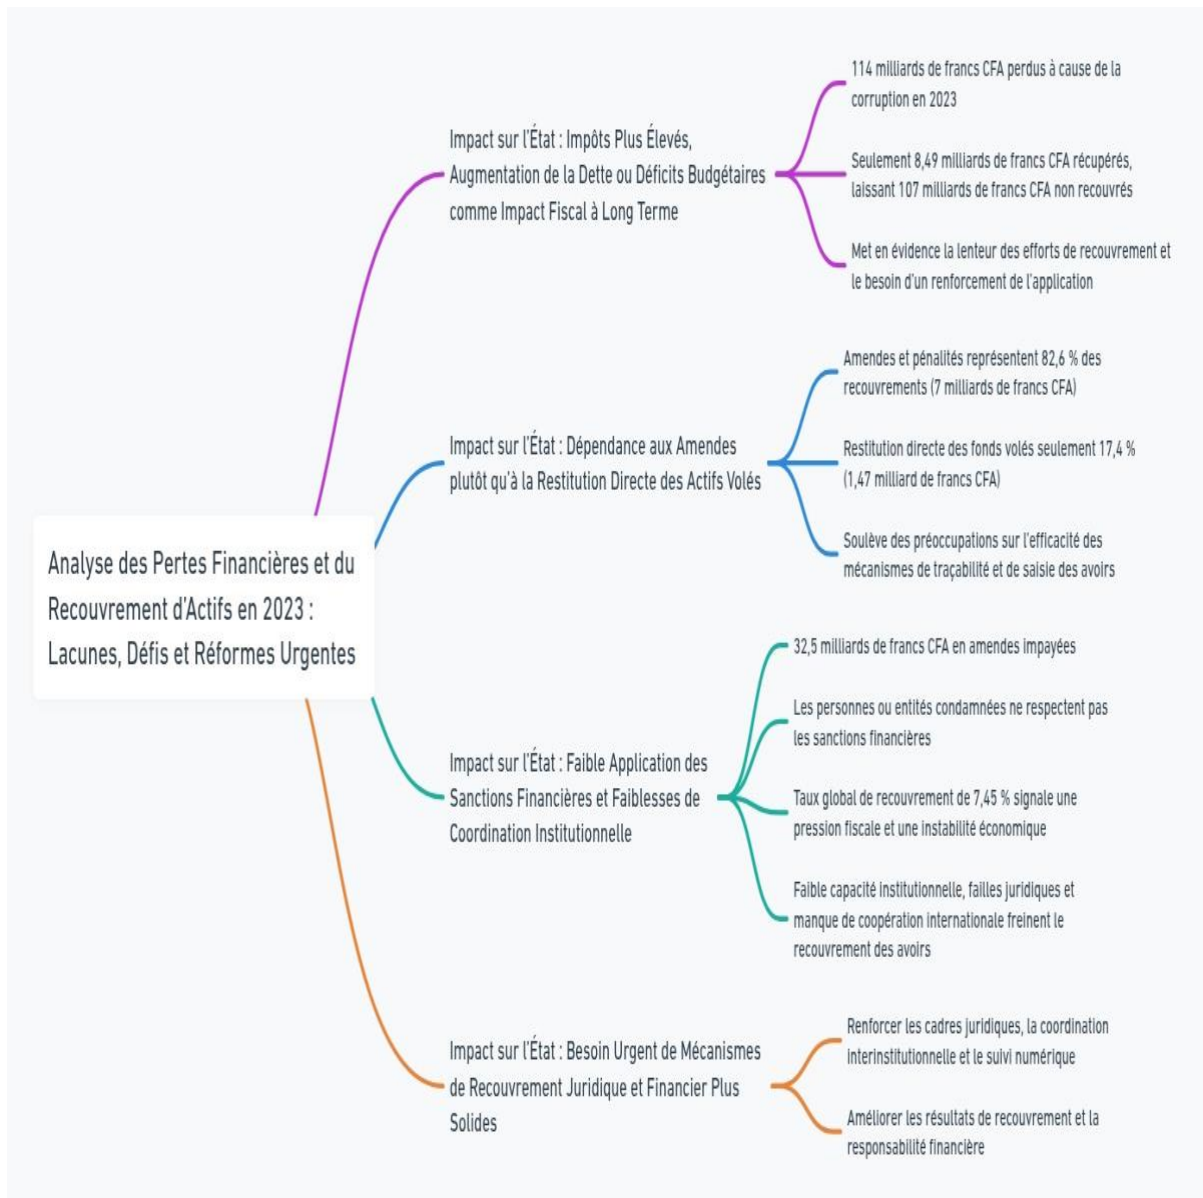 Analyse des Pertes Financières et du
Recouvrement d'Actifs en 2023 :
Lacunes, Défis et Réformes Urgentes
Impact sur l'État : Impôts Plus Élevés,
Augmentation de la Dette ou Déficits Budgétaires
comme Impact Fiscal à Long Terme
114 milliards de francs CFA perdus à cause de la
corruption en 2023
Seulement 8,49 milliards de francs CFA récupérés,
laissant 107 milliards de francs CFA non recouvrés
Met en évidence la lenteur des efforts de recouvrement et
le besoin d'un renforcement de l'application
Impact sur l'État : Dépendance aux Amendes
plutôt qu'à la Restitution Directe des Actifs Volés
Amendes et pénalités représentent 82,6 % des
recouvrements (7 milliards de francs CFA)
Restitution directe des fonds volés seulement 17,4 %
(1,47 milliard de francs CFA)
Soulève des préoccupations sur l'efficacité des
mécanismes de traçabilité et de saisie des avoirs
Impact sur l'État : Faible Application des
Sanctions Financières et Faiblesses de
Coordination Institutionnelle
32,5 milliards de francs CFA en amendes impayées
Les personnes ou entités condamnées ne respectent pas
les sanctions financières
Taux global de recouvrement de 7,45 % signale une
pression fiscale et une instabilité économique
Faible capacité institutionnelle, failles juridiques et
manque de coopération internationale freinent le
recouvrement des avoirs
Impact sur l'État : Besoin Urgent de Mécanismes
de Recouvrement Juridique et Financier Plus
Solides
Renforcer les cadres juridiques, la coordination
interinstitutionnelle et le suivi numérique
Améliorer les résultats de recouvrement et la
responsabilité financière